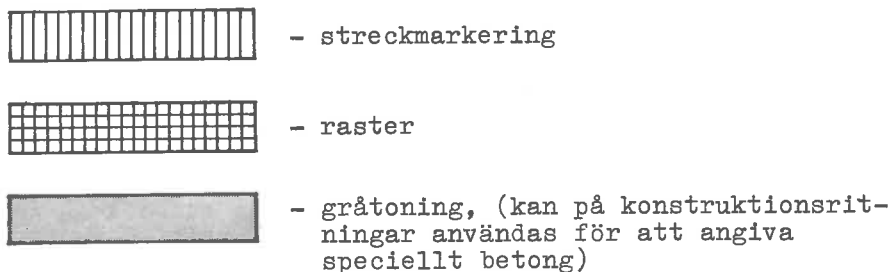 - streckmarkering
- raster
- gråtoning, (kan på konstruktionsrit-
ningar användas för att angiva
speciellt betong)